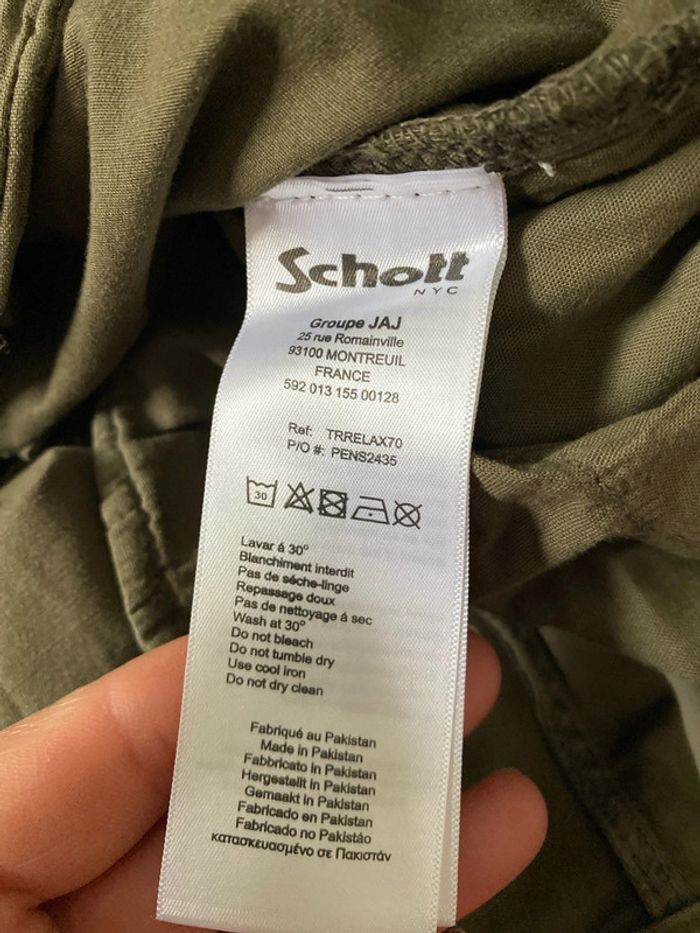 Schott
NYC
Groupe JAJ
25 rue Romainville
93100 MONTREUIL
FRANCE
592 013 155 00128
Ref: TRRELAX70
P/O #: PENS2435
30
Lavar á 30°
Blanchiment interdit
Pas de séche-linge
Repassage doux
Pas de nettoyage á sec
Wash at 30°
Do not bleach
Do not tumble dry
Use cool iron
Do not dry clean
Fabriqué au Pakistan
Made in Pakistan
Fabbricato in Pakistan
Hergestellt in Pakistan
Gemaakt in Pakistan
Fabricado en Pakistan
Fabricado no Pakistáo
κατασκευασμένο σε Πακιστάν